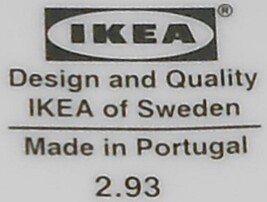 IKEA®
Design and Quality
IKEA of Sweden
Made in Portugal
2.93